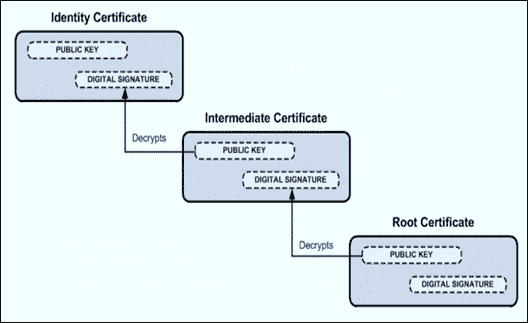 Identity Certificate
PUBLIC KEY
DIGITAL SIGNATURE
Intermediate Certificate
Decrypts
PUBLIC KEY
DIGITAL SIGNATURE
Root Certificate
Decrypts
PUBLIC KEY
DIGITAL SIGNATURE